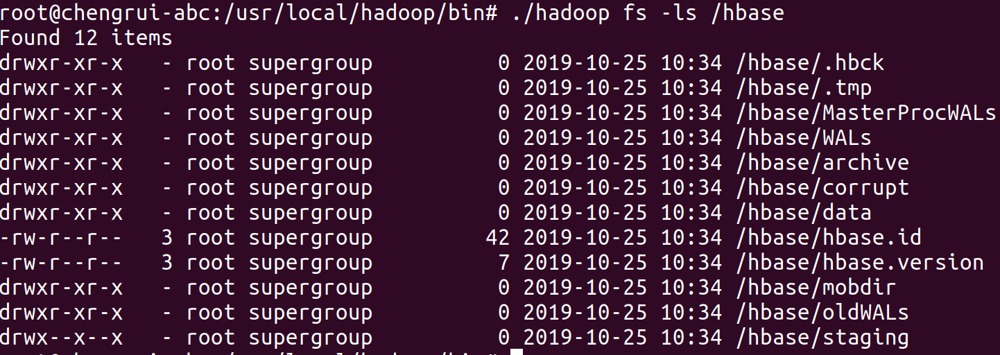 root@chengrui-abc:/usr/local/hadoop/bin# ./hadoop fs -ls /hbase
Found 12 items
drwxr-xr-x   - root supergroup          0 2019-10-25 10:34 /hbase/.hbck
drwxr-xr-x   - root supergroup          0 2019-10-25 10:34 /hbase/.tmp
drwxr-xr-x   - root supergroup          0 2019-10-25 10:34 /hbase/MasterProcWALs
drwxr-xr-x   - root supergroup          0 2019-10-25 10:34 /hbase/WALs
drwxr-xr-x   - root supergroup          0 2019-10-25 10:34 /hbase/archive
drwxr-xr-x   - root supergroup          0 2019-10-25 10:34 /hbase/corrupt
drwxr-xr-x   - root supergroup          0 2019-10-25 10:34 /hbase/data
-rw-r--r--   3 root supergroup         42 2019-10-25 10:34 /hbase/hbase.id
-rw-r--r--   3 root supergroup          7 2019-10-25 10:34 /hbase/hbase.version
drwxr-xr-x   - root supergroup          0 2019-10-25 10:34 /hbase/mobdir
drwxr-xr-x   - root supergroup          0 2019-10-25 10:34 /hbase/oldWALs
drwx--x--x   - root supergroup          0 2019-10-25 10:34 /hbase/staging